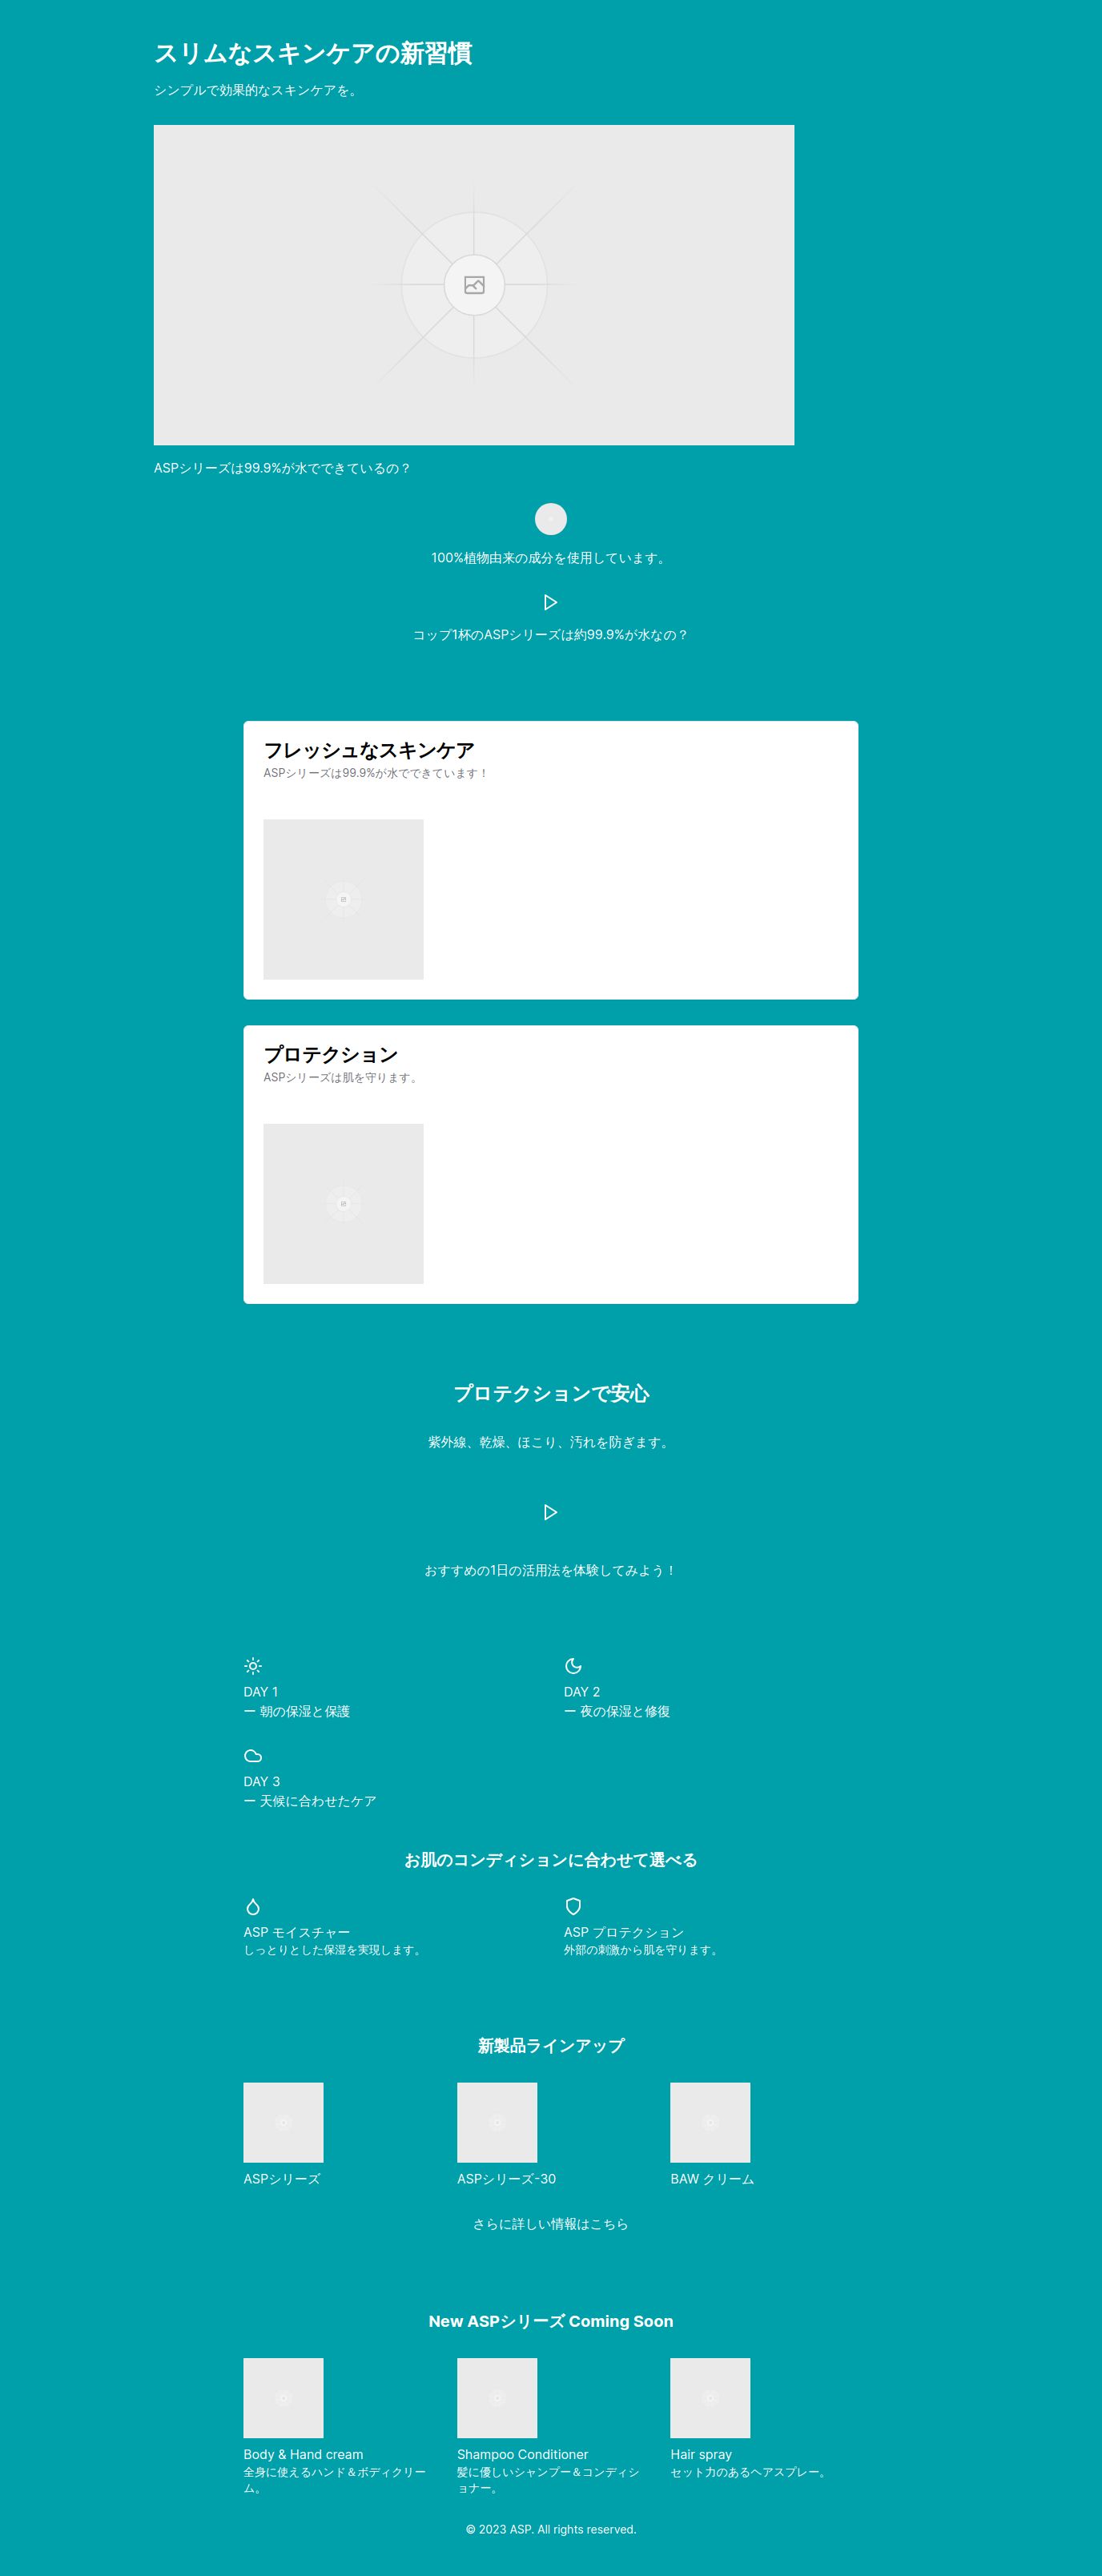 スリムなスキンケアの新習慣
シンプルで効果的なスキンケアを。
ASPシリーズは99.9%が水でできているの？
100%植物由来の成分を使用しています。
コップ1杯のASPシリーズは約99.9%が水なの？
フレッシュなスキンケア
ASPシリーズは99.9%が水でできています！
プロテクション
ASPシリーズは肌を守ります。
プロテクションで安心
紫外線、乾燥、ほこり、汚れを防ぎます。
おすすめの1日の活用法を体験してみよう！
DAY 1
ー 朝の保湿と保護
DAY 2
ー 夜の保湿と修復
DAY 3
ー 天候に合わせたケア
お肌のコンディションに合わせて選べる
ASP モイスチャー
しっとりとした保湿を実現します。
ASP プロテクション
外部の刺激から肌を守ります。
新製品ラインアップ
ASPシリーズ
ASPシリーズ-30
BAW クリーム
さらに詳しい情報はこちら
New ASPシリーズ Coming Soon
Body & Hand cream
全身に使えるハンド＆ボディクリー
ム。
Shampoo Conditioner
髪に優しいシャンプー＆コンディシ
ョナー。
Hair spray
セット力のあるヘアスプレー。
© 2023 ASP. All rights reserved.